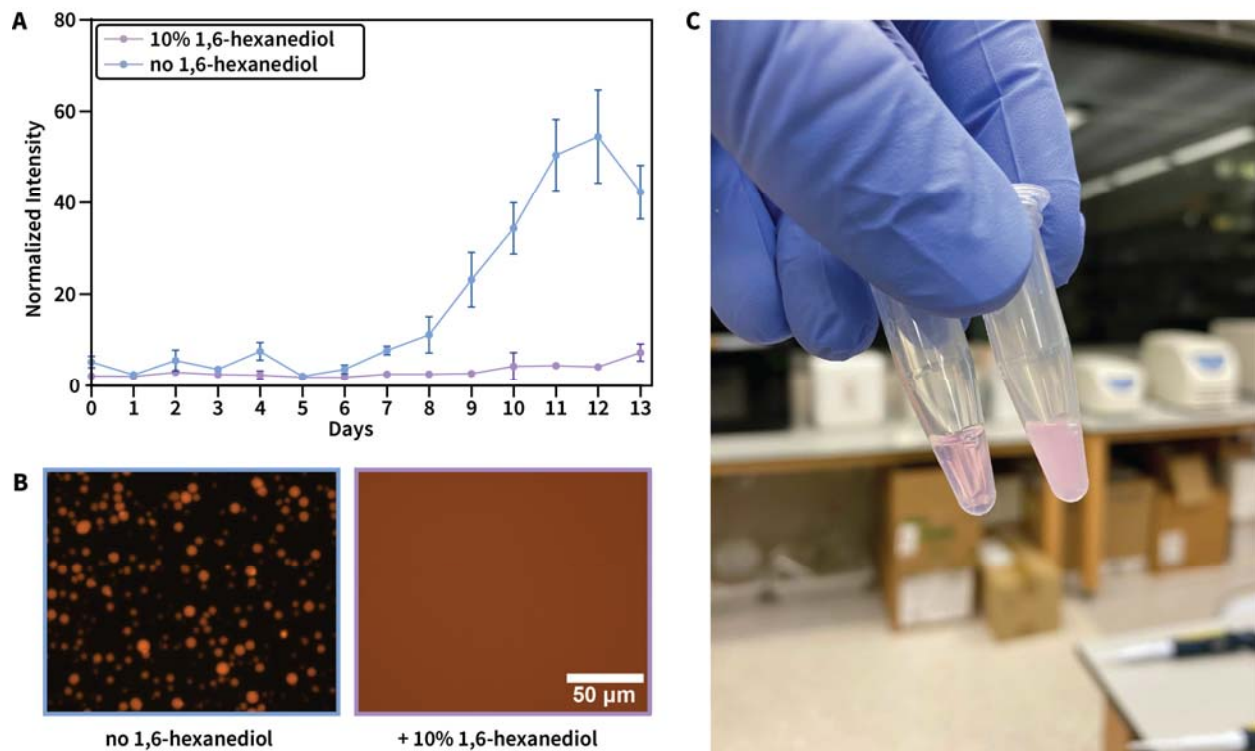 A
80
10% 1,6-hexanediol
no 1,6-hexanediol
60
40
20
0
Normalized Intensity
0 1 2 3 4 5 6 7 8 9 10 11 12 13
Days
B
50 μm
no 1,6-hexanediol
+ 10% 1,6-hexanediol
C